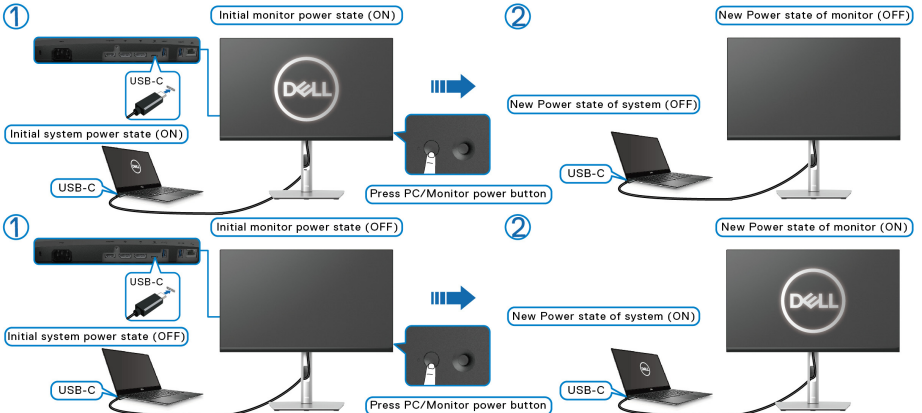 1
Initial monitor power state (ON)
2
New Power state of monitor (OFF)
USB-C
DELL
New Power state of system (OFF)
Initial system power state (ON)
DELL
USB-C
USB-C
Press PC/Monitor power button
1
Initial monitor power state (OFF)
2
New Power state of monitor (ON)
USB-C
DELL
New Power state of system (ON)
Initial system power state (OFF)
DELL
USB-C
USB-C
Press PC/Monitor power button